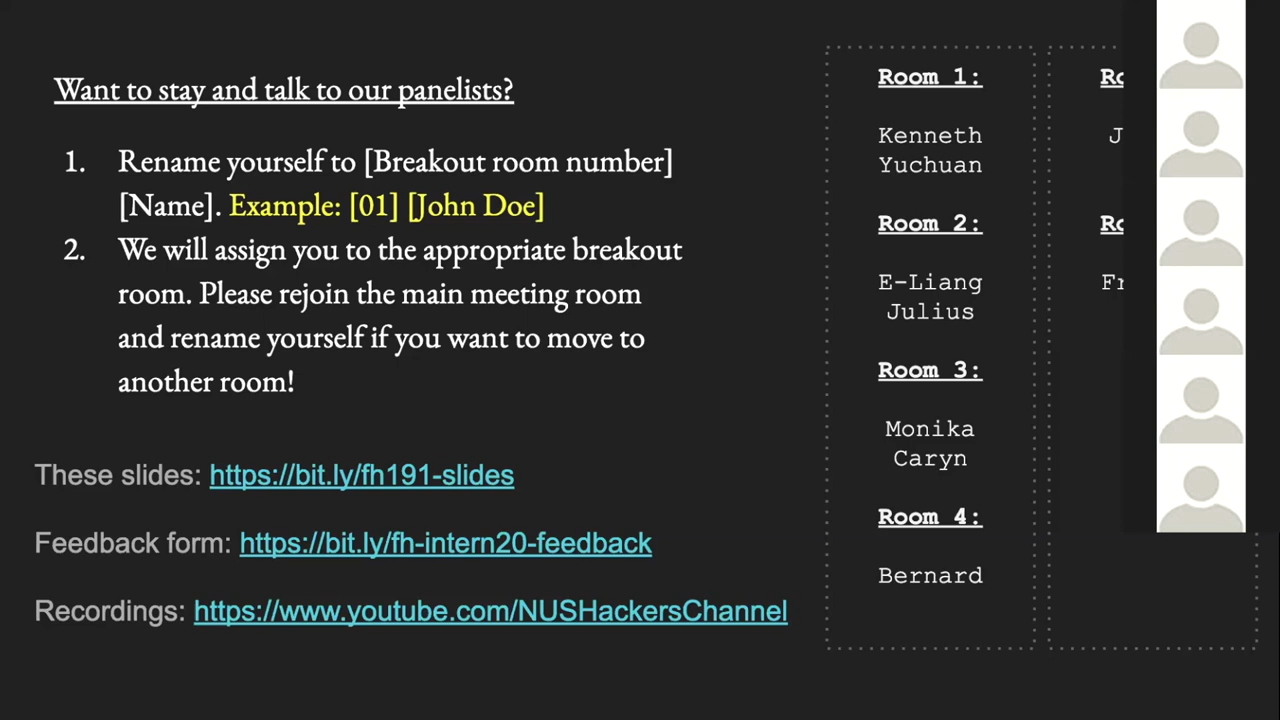 Want to stay and talk to our panelists?
1. Rename yourself to [Breakout room number]
[Name]. Example: [01] [John Doe]
2. We will assign you to the appropriate breakout
room. Please rejoin the main meeting room
and rename yourself if you want to move to
another room!
These slides: https://bit.ly/fh191-slides
Feedback form: https://bit.ly/fh-intern20-feedback
Recordings: https://www.youtube.com/NUSHackersChannel
Room 1:
Kenneth
Yuchuan
Room 2:
E-Liang
Julius
Room 3:
Monika
Caryn
Room 4:
Bernard